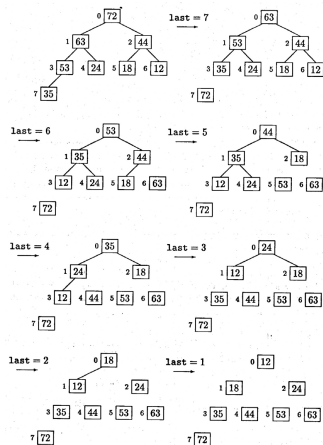 0 72 last = 7 0 63
1 63 2 44 1 53 2 44
3 53 4 24 5 18 6 12 3 35 4 24 5 18 6 12
7 35 7 72
last = 6 0 53 last = 5 0 44
1 35 2 44 1 35 2 18
3 12 4 24 5 18 6 63 3 12 4 24 5 53 6 63
7 72 7 72
last = 4 0 35 last = 3 0 24
1 24 2 18 1 12 2 18
3 12 4 44 5 53 6 63 3 35 4 44 5 53 6 63
7 72 7 72
last = 2 0 18 last = 1 0 12
1 12 2 24 1 18 2 24
3 35 4 44 5 53 6 63 3 35 4 44 5 53 6 63
7 72 7 72